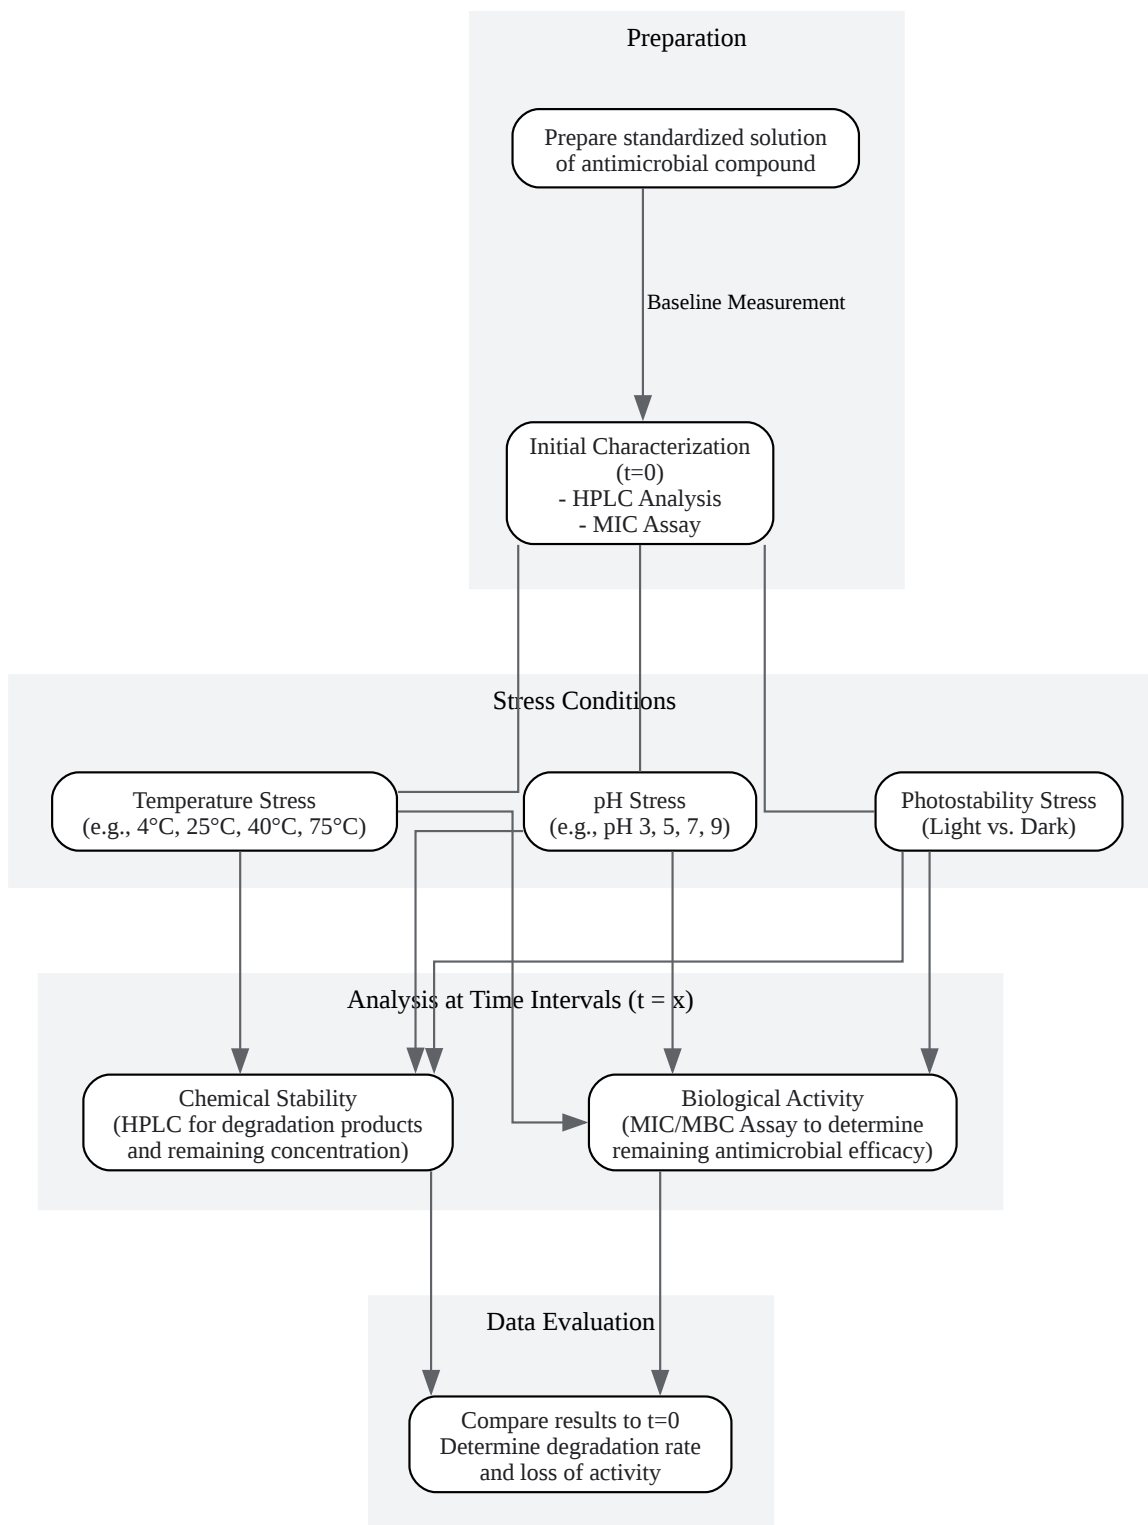 Preparation
Prepare standardized solution
of antimicrobial compound
Baseline Measurement
Initial Characterization
(t=0)
- HPLC Analysis
- MIC Assay
Stress Conditions
Temperature Stress
(e.g., 4°C, 25°C, 40°C, 75°C)
pH Stress
(e.g., pH 3, 5, 7, 9)
Photostability Stress
(Light vs. Dark)
Analysis at Time Intervals (t = x)
Chemical Stability
(HPLC for degradation products
and remaining concentration)
Biological Activity
(MIC/MBC Assay to determine
remaining antimicrobial efficacy)
Data Evaluation
Compare results to t=0
Determine degradation rate
and loss of activity